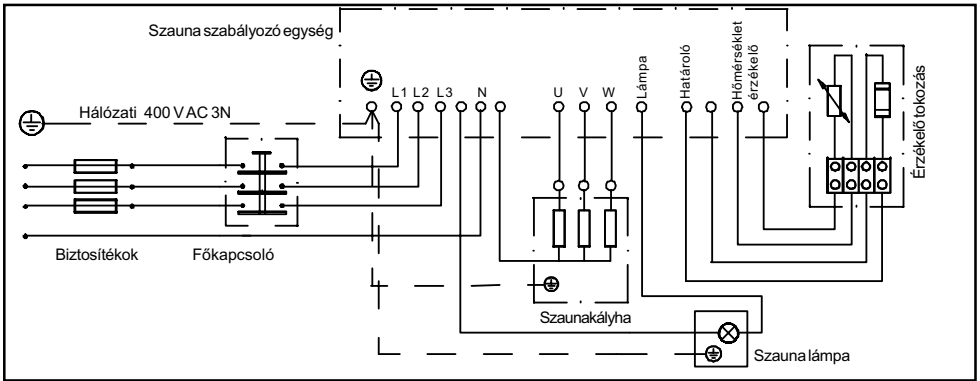 Szauna szabályozó egység
L1 L2 L3 N U V W
Lámpa
Határoló
Hőmérséklet
érzékelő
Hálózati 400 V AC 3N
Érzékelő tokozás
Biztosítékok
Főkapcsoló
Szaunakályha
Szauna lámpa